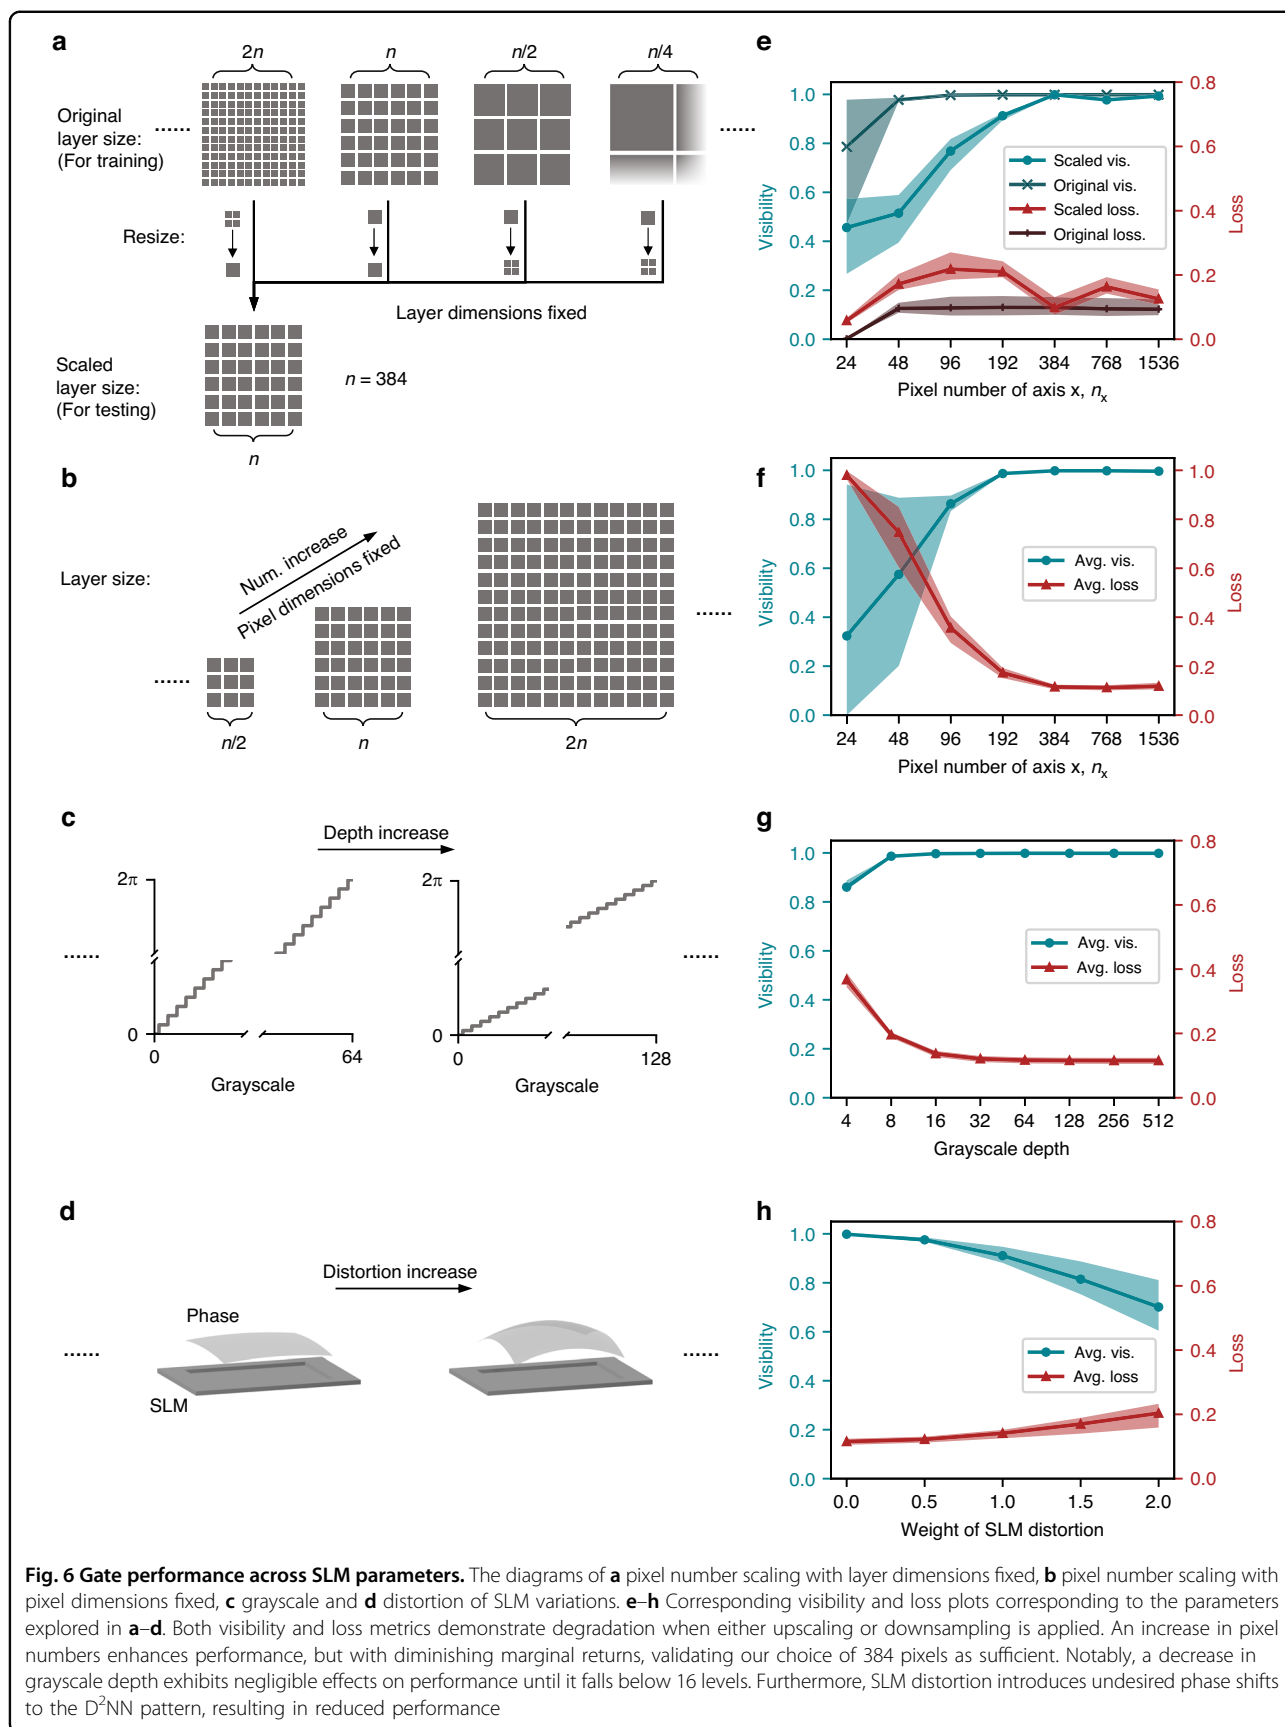 a
2n
n
n/2
n/4
Original
layer size:
(For training)
......
......
Resize:
Layer dimensions fixed
Scaled
layer size:
(For testing)
n = 384
n
e
Visibility
1.0
0.8
0.6
0.4
0.2
0.0
Scaled vis.
Original vis.
Scaled loss.
Original loss.
0.8
0.6
0.4
0.2
0.0
Loss
24 48 96 192 384 768 1536
Pixel number of axis x, nx
b
Layer size:
Num. increase
Pixel dimensions fixed
......
......
n/2
n
2n
f
Visibility
1.0
0.8
0.6
0.4
0.2
0.0
Avg. vis.
Avg. loss
1.0
0.8
0.6
0.4
0.2
0.0
Loss
24 48 96 192 384 768 1536
Pixel number of axis x, nx
c
Depth increase
2π
0
0 64
Grayscale
2π
0
0 128
Grayscale
......
......
g
Visibility
1.0
0.8
0.6
0.4
0.2
0.0
Avg. vis.
Avg. loss
0.8
0.6
0.4
0.2
0.0
Loss
4 8 16 32 64 128 256 512
Grayscale depth
d
Distortion increase
Phase
SLM
......
......
h
Visibility
1.0
0.8
0.6
0.4
0.2
0.0
Avg. vis.
Avg. loss
0.8
0.6
0.4
0.2
0.0
Loss
0.0 0.5 1.0 1.5 2.0
Weight of SLM distortion
Fig. 6 Gate performance across SLM parameters. The diagrams of a pixel number scaling with layer dimensions fixed, b pixel number scaling with
pixel dimensions fixed, c grayscale and d distortion of SLM variations. e–h Corresponding visibility and loss plots corresponding to the parameters
explored in a–d. Both visibility and loss metrics demonstrate degradation when either upscaling or downsampling is applied. An increase in pixel
numbers enhances performance, but with diminishing marginal returns, validating our choice of 384 pixels as sufficient. Notably, a decrease in
grayscale depth exhibits negligible effects on performance until it falls below 16 levels. Furthermore, SLM distortion introduces undesired phase shifts
to the D²NN pattern, resulting in reduced performance